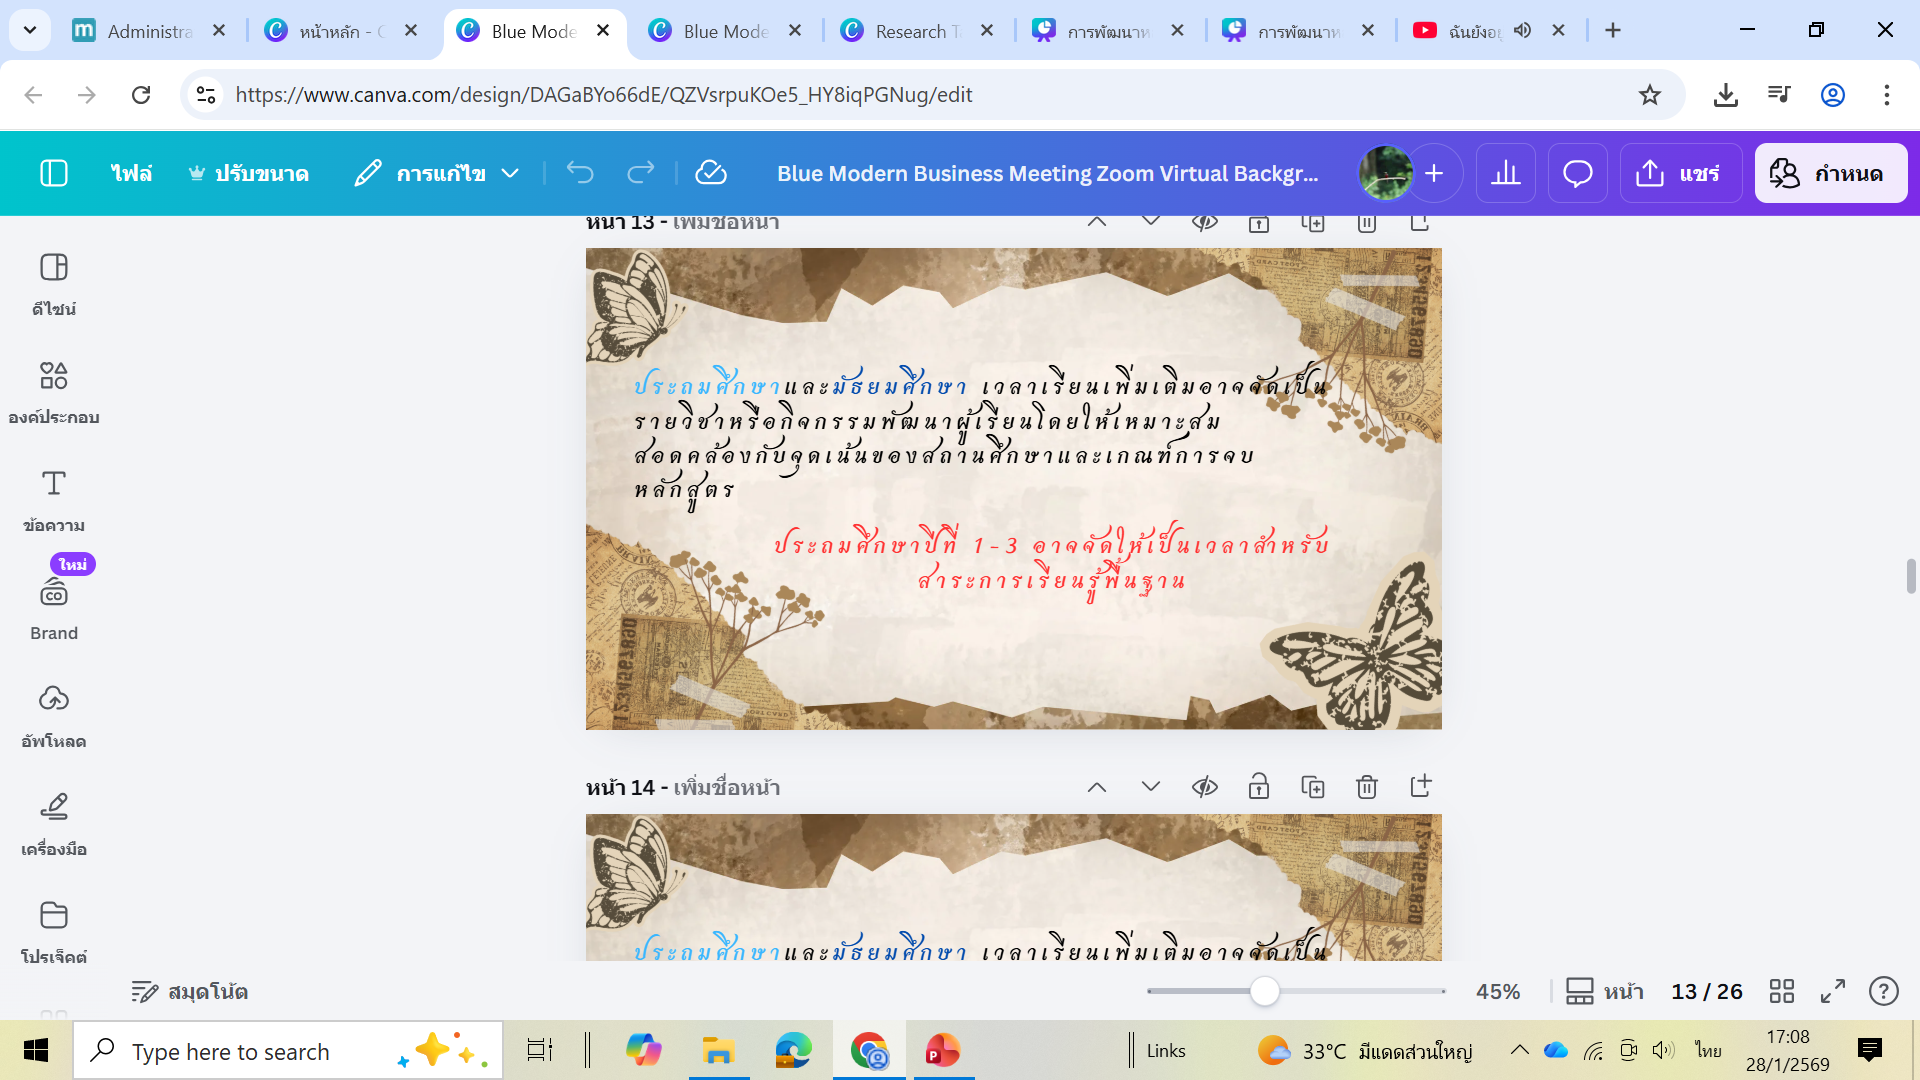 Administra
หน้าหลัก - C
Blue Mode
Blue Mode
Research T
การพัฒนาห
การพัฒนาห
ฉันยังอยู่
https://www.canva.com/design/DAGaBYo66dE/QZVsrpuKOe5_HY8iqPGNug/edit
ไฟล์
ปรับขนาด
การแก้ไข
Blue Modern Business Meeting Zoom Virtual Backgr...
แชร์
กำหนด
หน้า 13 - เพิ่มชื่อหน้า
ดีไซน์
องค์ประกอบ
ข้อความ
ใหม่
Brand
อัพโหลด
เครื่องมือ
โปรเจ็คต์
ประถมศึกษาและมัธยมศึกษา เวลาเรียนเพิ่มเติมอาจจัดเป็น
รายวิชาหรือกิจกรรมพัฒนาผู้เรียนโดยให้เหมาะสม
สอดคล้องกับจุดเน้นของสถานศึกษาและเกณฑ์การจบ
หลักสูตร
ประถมศึกษาปีที่ 1-3 อาจจัดให้เป็นเวลาสำหรับ
สาระการเรียนรู้พื้นฐาน
หน้า 14 - เพิ่มชื่อหน้า
ประถมศึกษาและมัธยมศึกษา เวลาเรียนเพิ่มเติมอาจจัดเป็น
สมุดโน้ต
45%
หน้า
13 / 26
Type here to search
Links
33°C มีแดดส่วนใหญ่
ไทย
17:08
28/1/2569